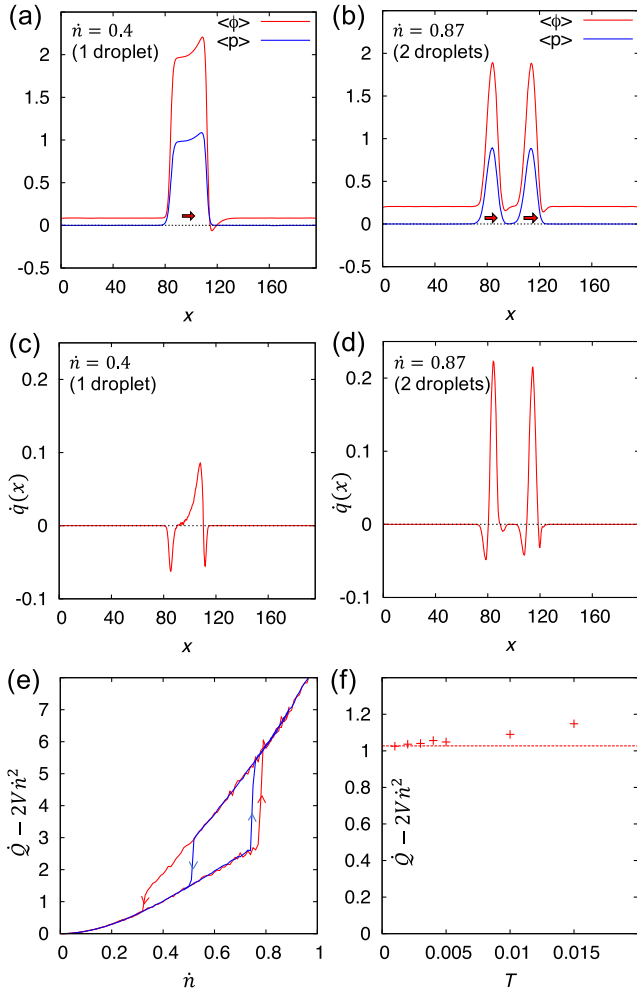 (a)
ṅ = 0.4
(1 droplet)
<ϕ>
<p>
2
1.5
1
0.5
0
-0.5
0 40 80 120 160
x
(b)
ṅ = 0.87
(2 droplets)
<ϕ>
<p>
2
1.5
1
0.5
0
-0.5
0 40 80 120 160
x
(c)
ṅ = 0.4
(1 droplet)
0.2
0.1
0
-0.1
q̇(x)
0 40 80 120 160
x
(d)
ṅ = 0.87
(2 droplets)
0.2
0.1
0
-0.1
q̇(x)
0 40 80 120 160
x
(e)
7
6
5
4
3
2
1
0
Q̇ − 2Vṅ²
0 0.2 0.4 0.6 0.8 1
ṅ
(f)
1.4
1.2
1
0.8
0.6
0.4
0.2
0
Q̇ − 2Vṅ²
0 0.005 0.01 0.015
T